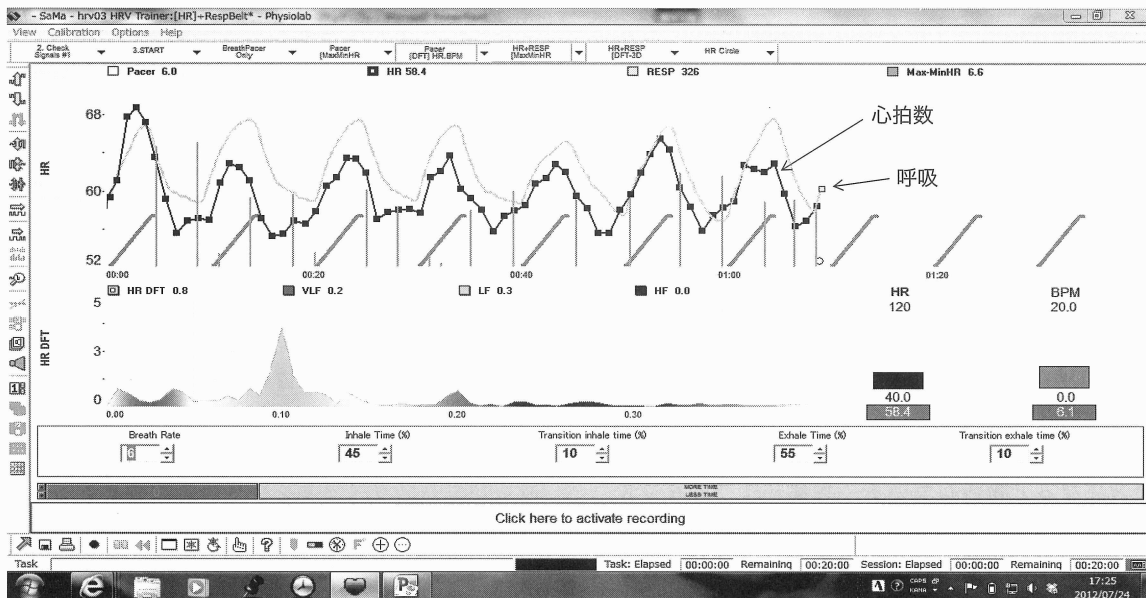 - SaMa - hrv03 HRV Trainer:[HR]+RespBelt* - Physiolab
View Calibration Options Help
2. Check Signals #!
3.START
BreathPacer Only
Pacer [MaxMinHR
Pacer [DFT] HR.BPM
HR+RESP [MaxMinHR
HR+RESP [DFT-3D
HR Circle
Pacer 6.0
HR 58.4
RESP 326
Max-MinHR 6.6
68
HR
60
52
心拍数
呼吸
00:00 00:20 00:40 01:00 01:20
HR DFT 0.8
VLF 0.2
LF 0.3
HF 0.0
HR BPM
120 20.0
5
HR DFT
3
0
0.00 0.10 0.20 0.30
40.0 0.0
58.4 6.1
Breath Rate Inhale Time (%) Transition inhale time (%) Exhale Time (%) Transition exhale time (%)
6 45 10 55 10
MORE TIME
LESS TIME
Click here to activate recording
Task
Task: Elapsed 00:00:00 Remaining 00:20:00 Session: Elapsed 00:00:00 Remaining 00:20:00
A CAPS
KANA
17:25
2012/07/24